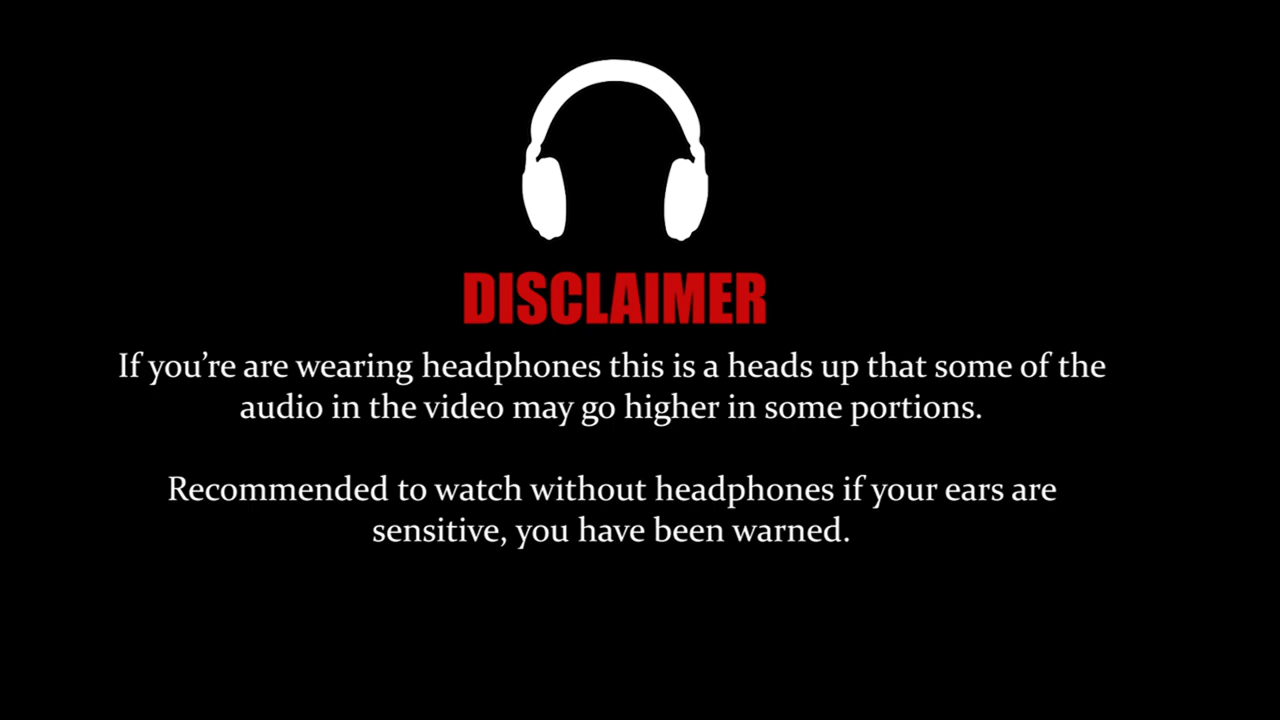 DISCLAIMER
If you’re are wearing headphones this is a heads up that some of the
audio in the video may go higher in some portions.
Recommended to watch without headphones if your ears are
sensitive, you have been warned.